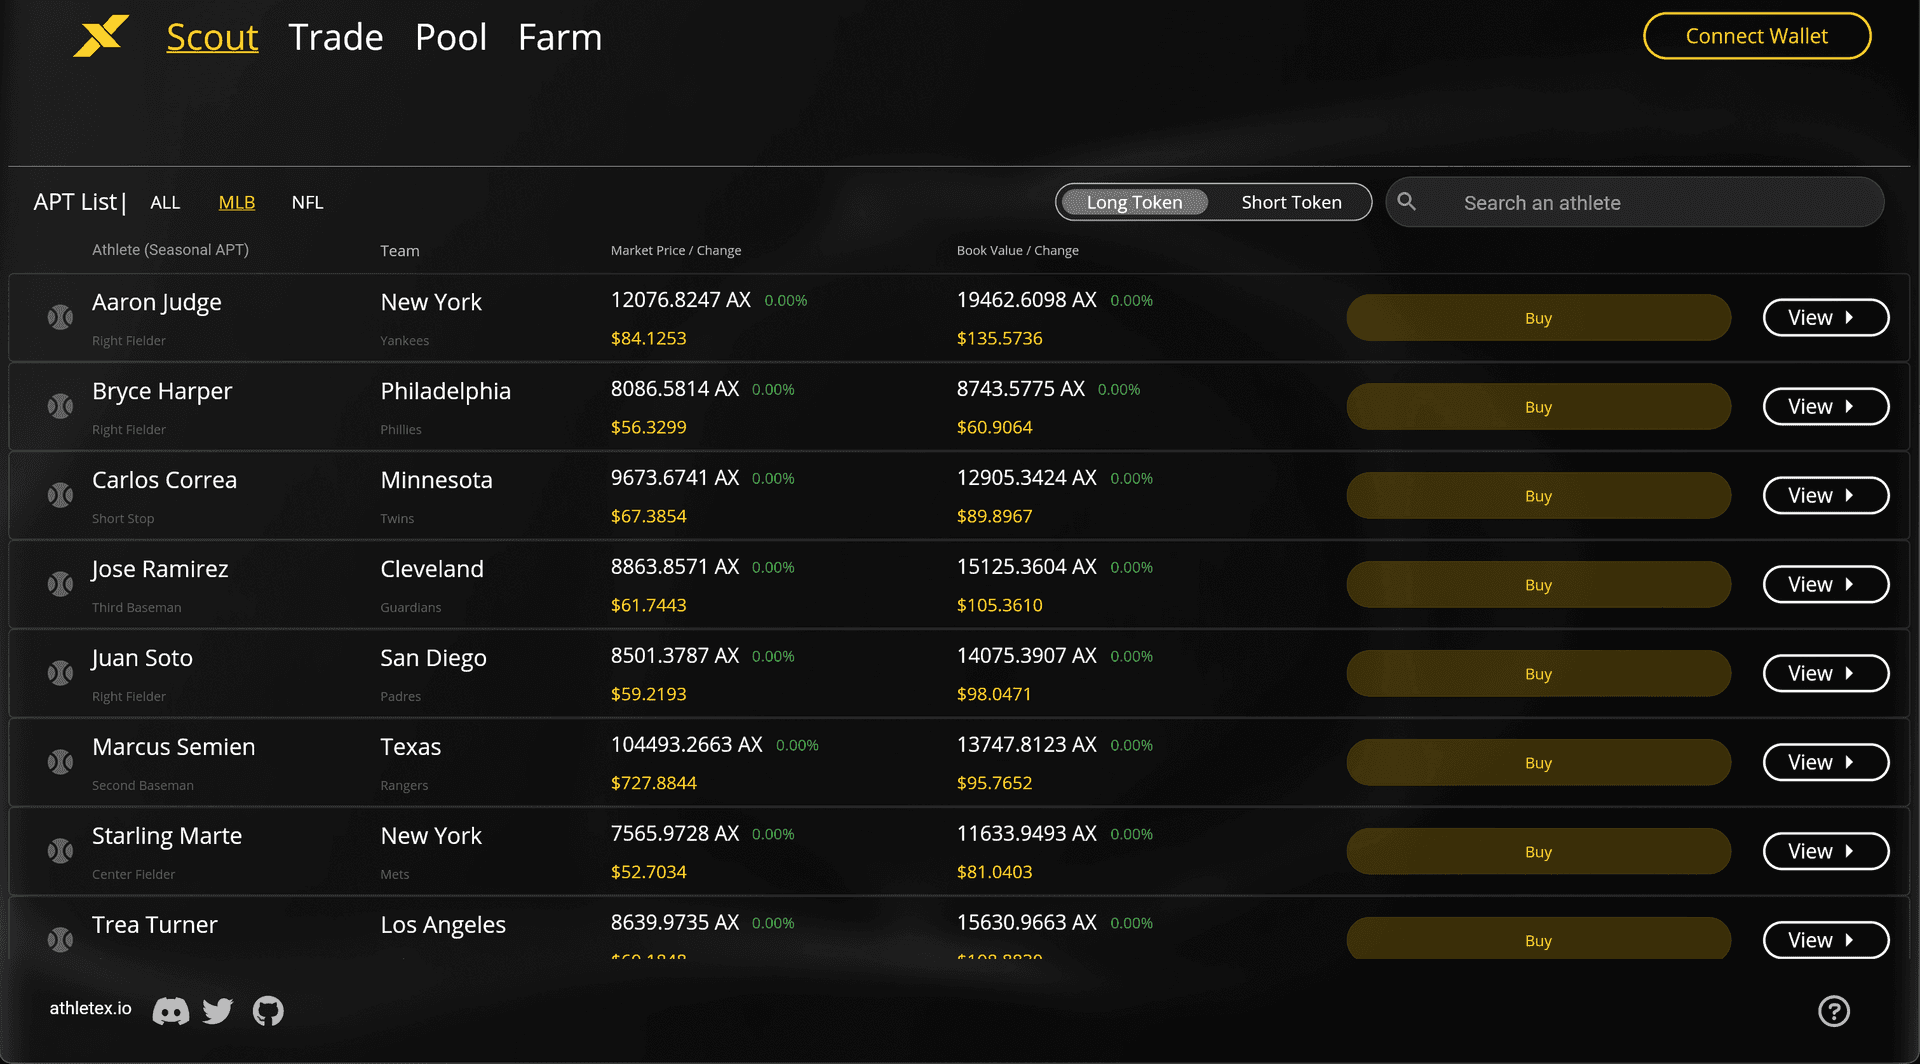 Scout Trade Pool Farm Connect Wallet
APT List| ALL MLB NFL Long Token Short Token Search an athlete
Athlete (Seasonal APT) Team Market Price / Change Book Value / Change
Aaron Judge New York 12076.8247 AX 0.00% 19462.6098 AX 0.00% Buy View
Right Fielder Yankees $84.1253 $135.5736
Bryce Harper Philadelphia 8086.5814 AX 0.00% 8743.5775 AX 0.00% Buy View
Right Fielder Phillies $56.3299 $60.9064
Carlos Correa Minnesota 9673.6741 AX 0.00% 12905.3424 AX 0.00% Buy View
Short Stop Twins $67.3854 $89.8967
Jose Ramirez Cleveland 8863.8571 AX 0.00% 15125.3604 AX 0.00% Buy View
Third Baseman Guardians $61.7443 $105.3610
Juan Soto San Diego 8501.3787 AX 0.00% 14075.3907 AX 0.00% Buy View
Right Fielder Padres $59.2193 $98.0471
Marcus Semien Texas 104493.2663 AX 0.00% 13747.8123 AX 0.00% Buy View
Second Baseman Rangers $727.8844 $95.7652
Starling Marte New York 7565.9728 AX 0.00% 11633.9493 AX 0.00% Buy View
Center Fielder Mets $52.7034 $81.0403
Trea Turner Los Angeles 8639.9735 AX 0.00% 15630.9663 AX 0.00% Buy View
athletex.io